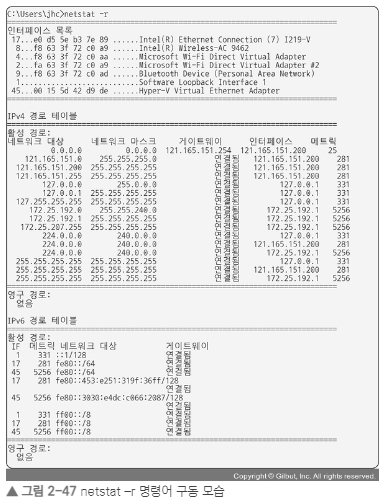 C:\Users\jhc>netstat -r
인터페이스 목록
17...e0 d5 5e b3 7e 89 ......Intel(R) Ethernet Connection (7) I219-V
8...f8 63 3f 72 c0 a9 ......Intel(R) Wireless-AC 9462
4...f8 63 3f 72 c0 aa ......Microsoft Wi-Fi Direct Virtual Adapter
2...fa 63 3f 72 c0 a9 ......Microsoft Wi-Fi Direct Virtual Adapter #2
9...f8 63 3f 72 c0 ad ......Bluetooth Device (Personal Area Network)
1...........................Software Loopback Interface 1
45...00 15 5d 42 d9 de ......Hyper-V Virtual Ethernet Adapter
IPv4 경로 테이블
활성 경로:
네트워크 대상 네트워크 마스크 게이트웨이 인터페이스 메트릭
0.0.0.0 0.0.0.0 121.165.151.254 121.165.151.200 25
121.165.151.0 255.255.255.0 연결됨 121.165.151.200 281
121.165.151.200 255.255.255.255 연결됨 121.165.151.200 281
121.165.151.255 255.255.255.255 연결됨 121.165.151.200 281
127.0.0.0 255.0.0.0 연결됨 127.0.0.1 331
127.0.0.1 255.255.255.255 연결됨 127.0.0.1 331
127.255.255.255 255.255.255.255 연결됨 127.0.0.1 331
172.25.192.0 255.255.240.0 연결됨 172.25.192.1 5256
172.25.192.1 255.255.255.255 연결됨 172.25.192.1 5256
172.25.207.255 255.255.255.255 연결됨 172.25.192.1 5256
224.0.0.0 240.0.0.0 연결됨 127.0.0.1 331
224.0.0.0 240.0.0.0 연결됨 121.165.151.200 281
224.0.0.0 240.0.0.0 연결됨 172.25.192.1 5256
255.255.255.255 255.255.255.255 연결됨 127.0.0.1 331
255.255.255.255 255.255.255.255 연결됨 121.165.151.200 281
255.255.255.255 255.255.255.255 연결됨 172.25.192.1 5256
영구 경로:
없음
IPv6 경로 테이블
활성 경로:
IF 메트릭 네트워크 대상 게이트웨이
1 331 ::1/128 연결됨
17 281 fe80::/64 연결됨
45 5256 fe80::/64 연결됨
17 281 fe80::453:e251:319f:36ff/128
연결됨
45 5256 fe80::3030:e4dc:c066:2087/128
연결됨
1 331 ff00::/8 연결됨
17 281 ff00::/8 연결됨
45 5256 ff00::/8 연결됨
영구 경로:
없음
Copyright © Gilbut, Inc. All rights reserved.
▲ 그림 2-47 netstat -r 명령어 구동 모습